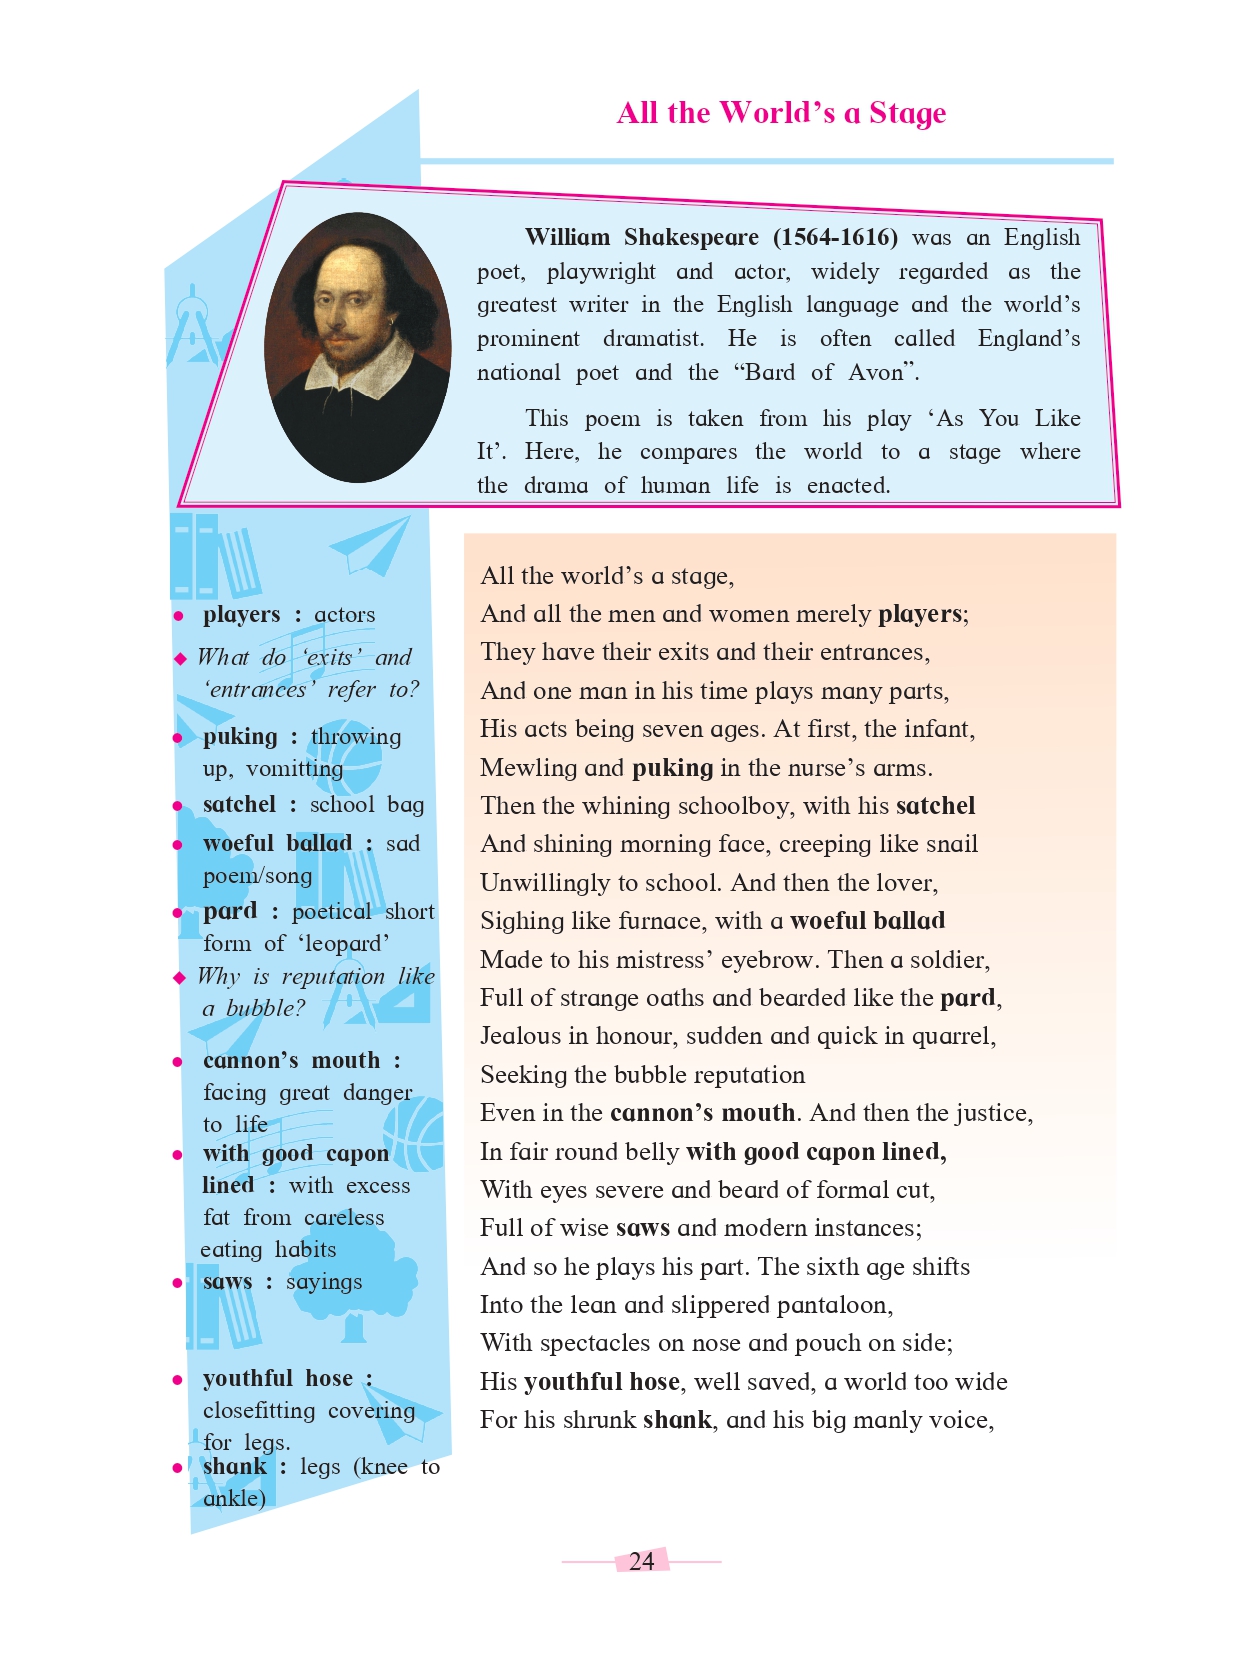 All the World’s a Stage
William Shakespeare (1564-1616) was an English
poet, playwright and actor, widely regarded as the
greatest writer in the English language and the world’s
prominent dramatist. He is often called England’s
national poet and the “Bard of Avon”.
This poem is taken from his play ‘As You Like
It’. Here, he compares the world to a stage where
the drama of human life is enacted.
• players : actors
◆ What do ‘exits’ and
‘entrances’ refer to?
• puking : throwing
up, vomitting
• satchel : school bag
• woeful ballad : sad
poem/song
• pard : poetical short
form of ‘leopard’
◆ Why is reputation like
a bubble?
• cannon’s mouth :
facing great danger
to life
• with good capon
lined : with excess
fat from careless
eating habits
• saws : sayings
• youthful hose :
closefitting covering
for legs.
• shank : legs (knee to
ankle)
All the world’s a stage,
And all the men and women merely players;
They have their exits and their entrances,
And one man in his time plays many parts,
His acts being seven ages. At first, the infant,
Mewling and puking in the nurse’s arms.
Then the whining schoolboy, with his satchel
And shining morning face, creeping like snail
Unwillingly to school. And then the lover,
Sighing like furnace, with a woeful ballad
Made to his mistress’ eyebrow. Then a soldier,
Full of strange oaths and bearded like the pard,
Jealous in honour, sudden and quick in quarrel,
Seeking the bubble reputation
Even in the cannon’s mouth. And then the justice,
In fair round belly with good capon lined,
With eyes severe and beard of formal cut,
Full of wise saws and modern instances;
And so he plays his part. The sixth age shifts
Into the lean and slippered pantaloon,
With spectacles on nose and pouch on side;
His youthful hose, well saved, a world too wide
For his shrunk shank, and his big manly voice,
24